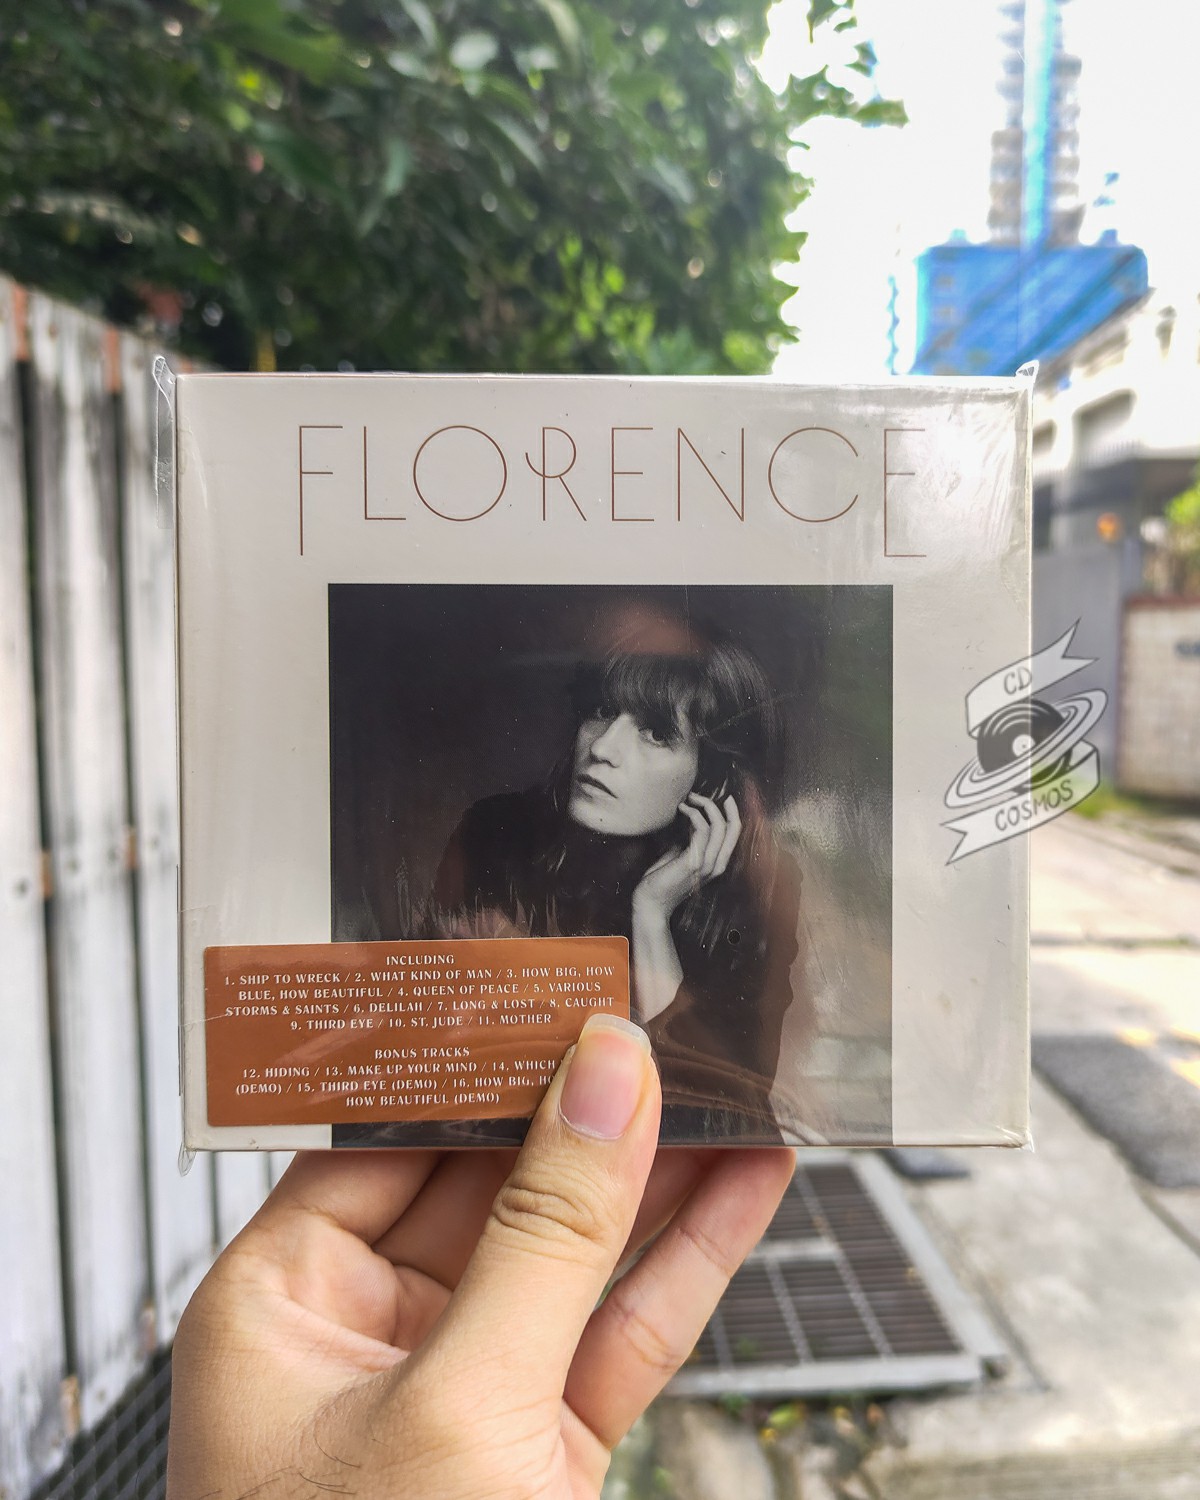 FLORENCE
CD
COSMOS
INCLUDING
1. SHIP TO WRECK / 2. WHAT KIND OF MAN / 3. HOW BIG, HOW
BLUE, HOW BEAUTIFUL / 4. QUEEN OF PEACE / 5. VARIOUS
STORMS & SAINTS / 6. DELILAH / 7. LONG & LOST / 8. CAUGHT
9. THIRD EYE / 10. ST. JUDE / 11. MOTHER
BONUS TRACKS
12. HIDING / 13. MAKE UP YOUR MIND / 14. WHICH
(DEMO) / 15. THIRD EYE (DEMO) / 16. HOW BIG,
HOW BEAUTIFUL (DEMO)